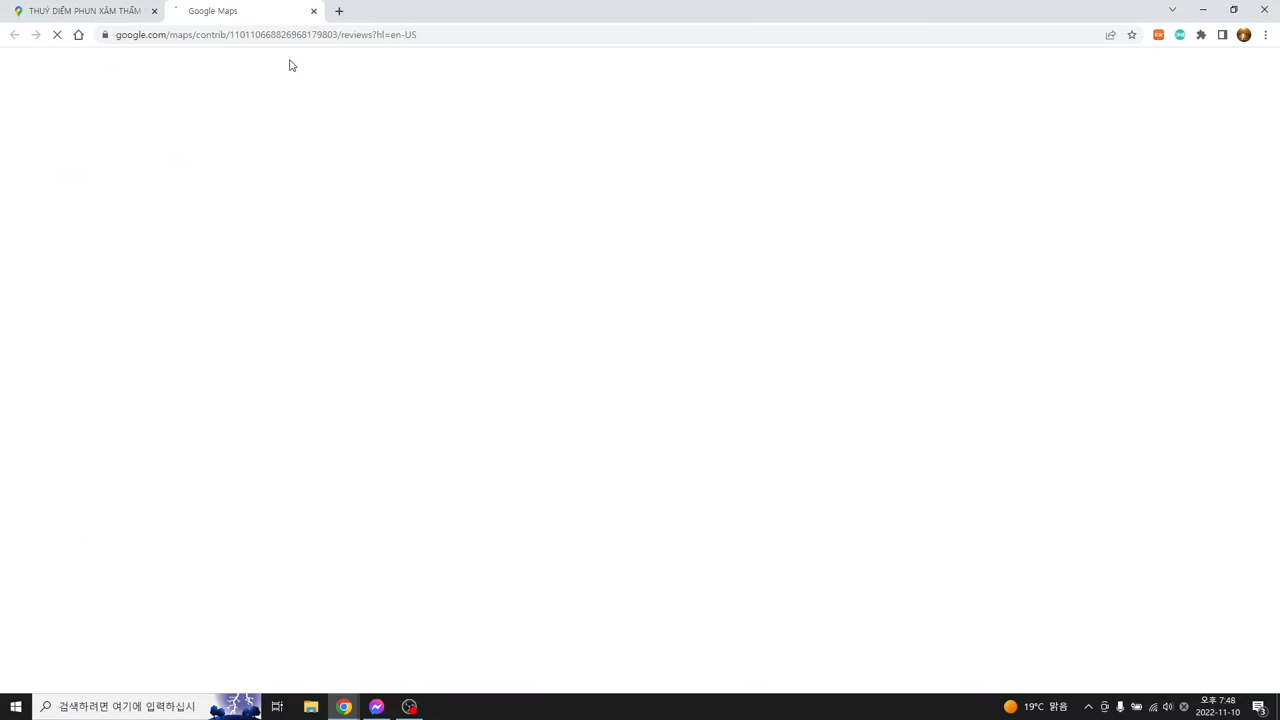 THUÝ DIỄM PHUN XĂM THẨM
Google Maps
google.com/maps/contrib/110110668826968179803/reviews?hl=en-US
검색하려면 여기에 입력하십시
19℃ 맑음
오후 7:48
2022-11-10
3